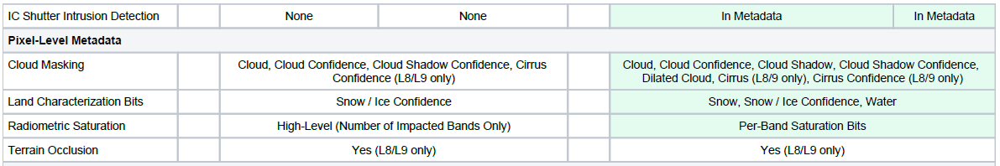 IC Shutter Intrusion Detection None None In Metadata In Metadata
Pixel-Level Metadata
Cloud Masking Cloud, Cloud Confidence, Cloud Shadow Confidence, Cirrus Confidence (L8/L9 only) Cloud, Cloud Confidence, Cloud Shadow, Cloud Shadow Confidence, Dilated Cloud, Cirrus (L8/9 only), Cirrus Confidence (L8/9 only)
Land Characterization Bits Snow / Ice Confidence Snow, Snow / Ice Confidence, Water
Radiometric Saturation High-Level (Number of Impacted Bands Only) Per-Band Saturation Bits
Terrain Occlusion Yes (L8/L9 only) Yes (L8/L9 only)